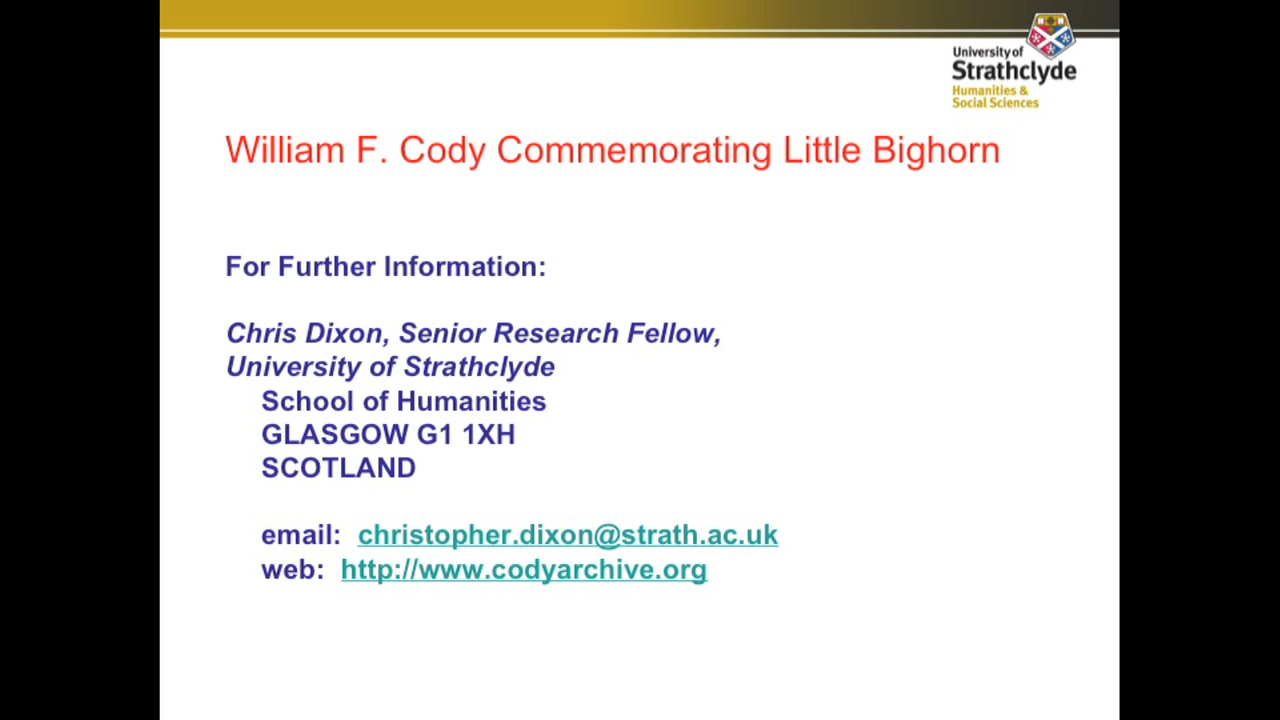 University of
Strathclyde
Humanities &
Social Sciences
William F. Cody Commemorating Little Bighorn
For Further Information:
Chris Dixon, Senior Research Fellow,
University of Strathclyde
School of Humanities
GLASGOW G1 1XH
SCOTLAND
email: christopher.dixon@strath.ac.uk
web: http://www.codyarchive.org